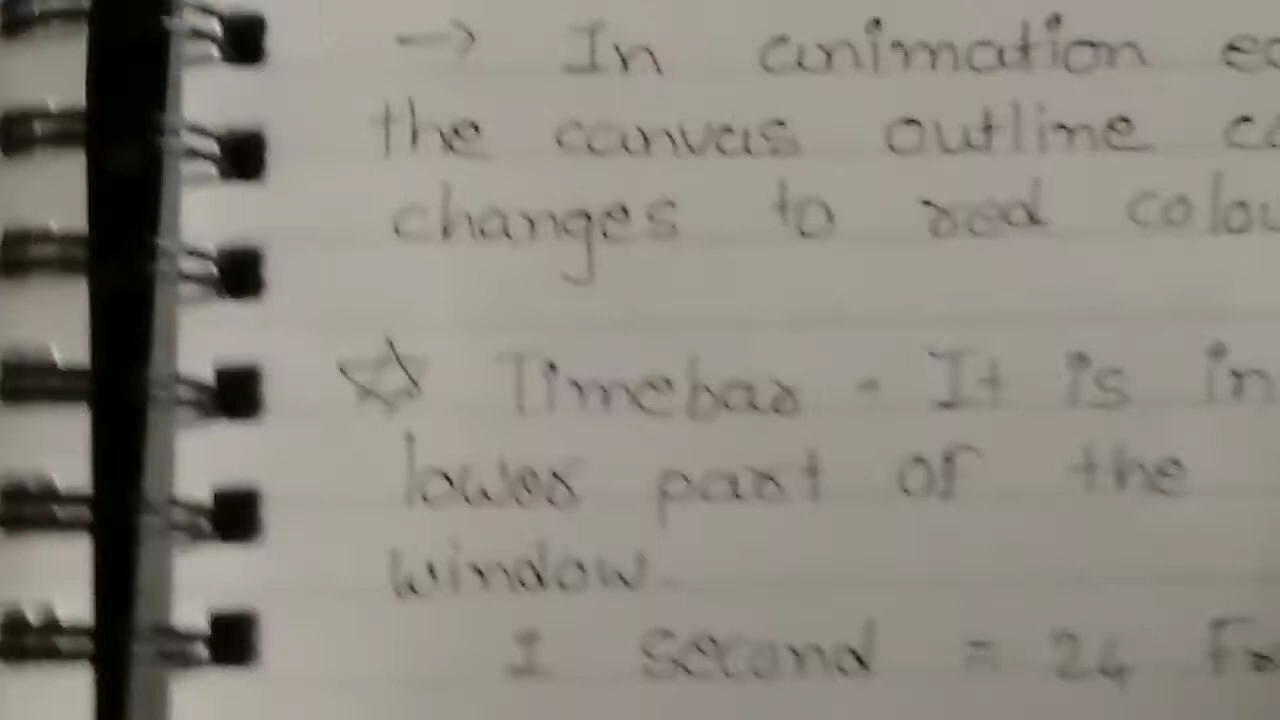 → In animation
the canvas outline
changes to red
☆ Timebar - It is in
lower part of the
window.
1 second = 24